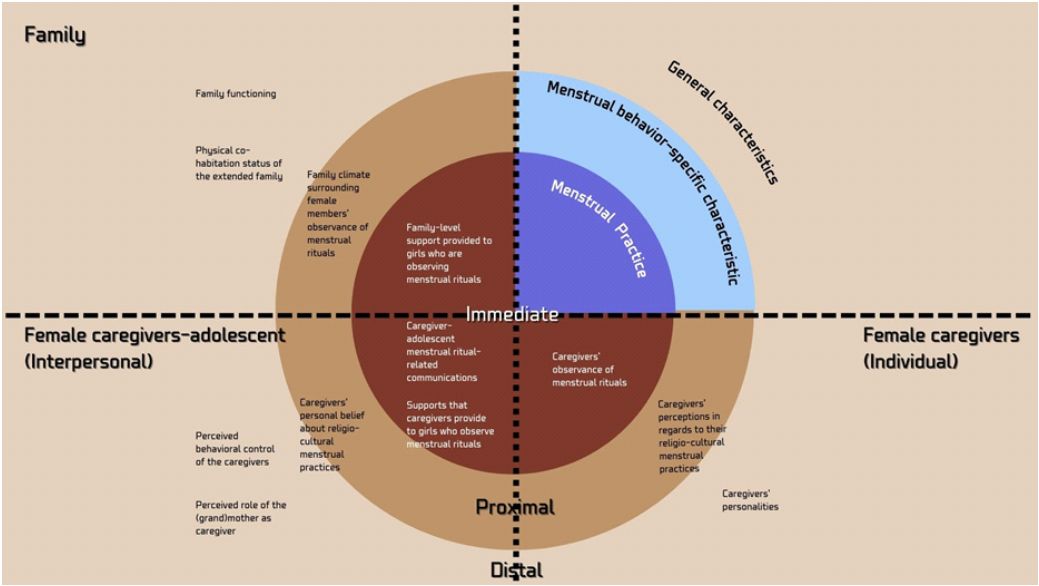 Family
Family functioning
Physical co-
habitation status of
the extended family
Family climate
surrounding
female
members'
observance of
menstrual
rituals
Family-level
support provided to
girls who are
observing
menstrual rituals
General characteristics
Menstrual behavior-specific characteristic
Menstrual Practice
Immediate
Female caregivers-adolescent
(Interpersonal)
Caregiver-
adolescent
menstrual ritual-
related
communications
Supports that
caregivers provide
to girls who observe
menstrual rituals
Caregivers'
personal belief
about religio-
cultural
menstrual
practices
Perceived
behavioral control
of the caregivers
Perceived role of the
(grand)mother as
caregiver
Female caregivers
(Individual)
Caregivers'
observance of
menstrual rituals
Caregivers'
perceptions in
regards to their
religio-cultural
menstrual
practices
Caregivers'
personalities
Proximal
Distal